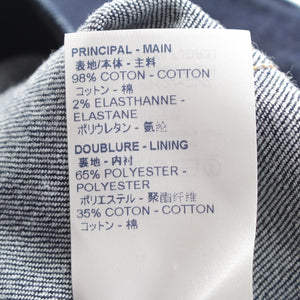 PRINCIPAL - MAIN
表地/本体 - 主料
98% COTON - COTTON
コットン - 棉
2% ELASTHANNE -
ELASTANE
ポリウレタン - 氨纶
DOUBLURE - LINING
裏地 - 内衬
65% POLYESTER -
POLYESTER
ポリエステル - 聚酯纤维
35% COTON - COTTON
コットン - 棉